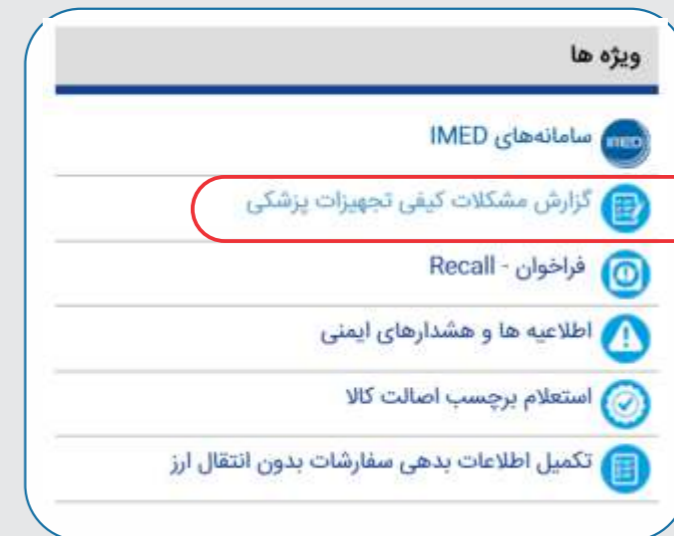 ویژه ها
سامانه‌های IMED
IMED
گزارش مشکلات کیفی تجهیزات پزشکی
فراخوان - Recall
اطلاعیه ها و هشدارهای ایمنی
استعلام برچسب اصالت کالا
تکمیل اطلاعات بدهی سفارشات بدون انتقال ارز